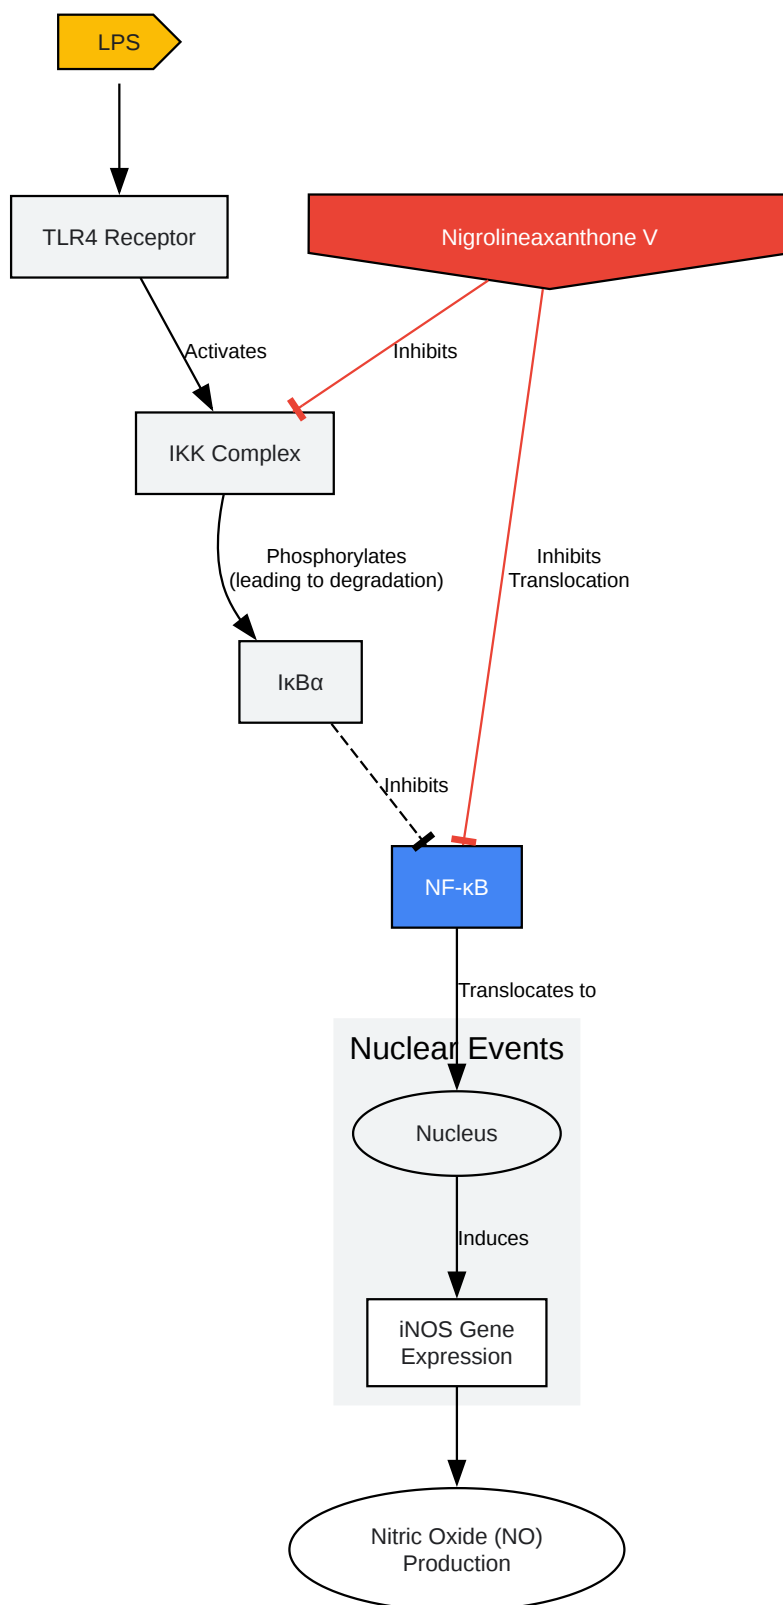 LPS
TLR4 Receptor
Nigrolineaxanthone V
Activates
Inhibits
IKK Complex
Phosphorylates
(leading to degradation)
Inhibits
Translocation
IκBα
Inhibits
NF-κB
Translocates to
Nuclear Events
Nucleus
Induces
iNOS Gene
Expression
Nitric Oxide (NO)
Production